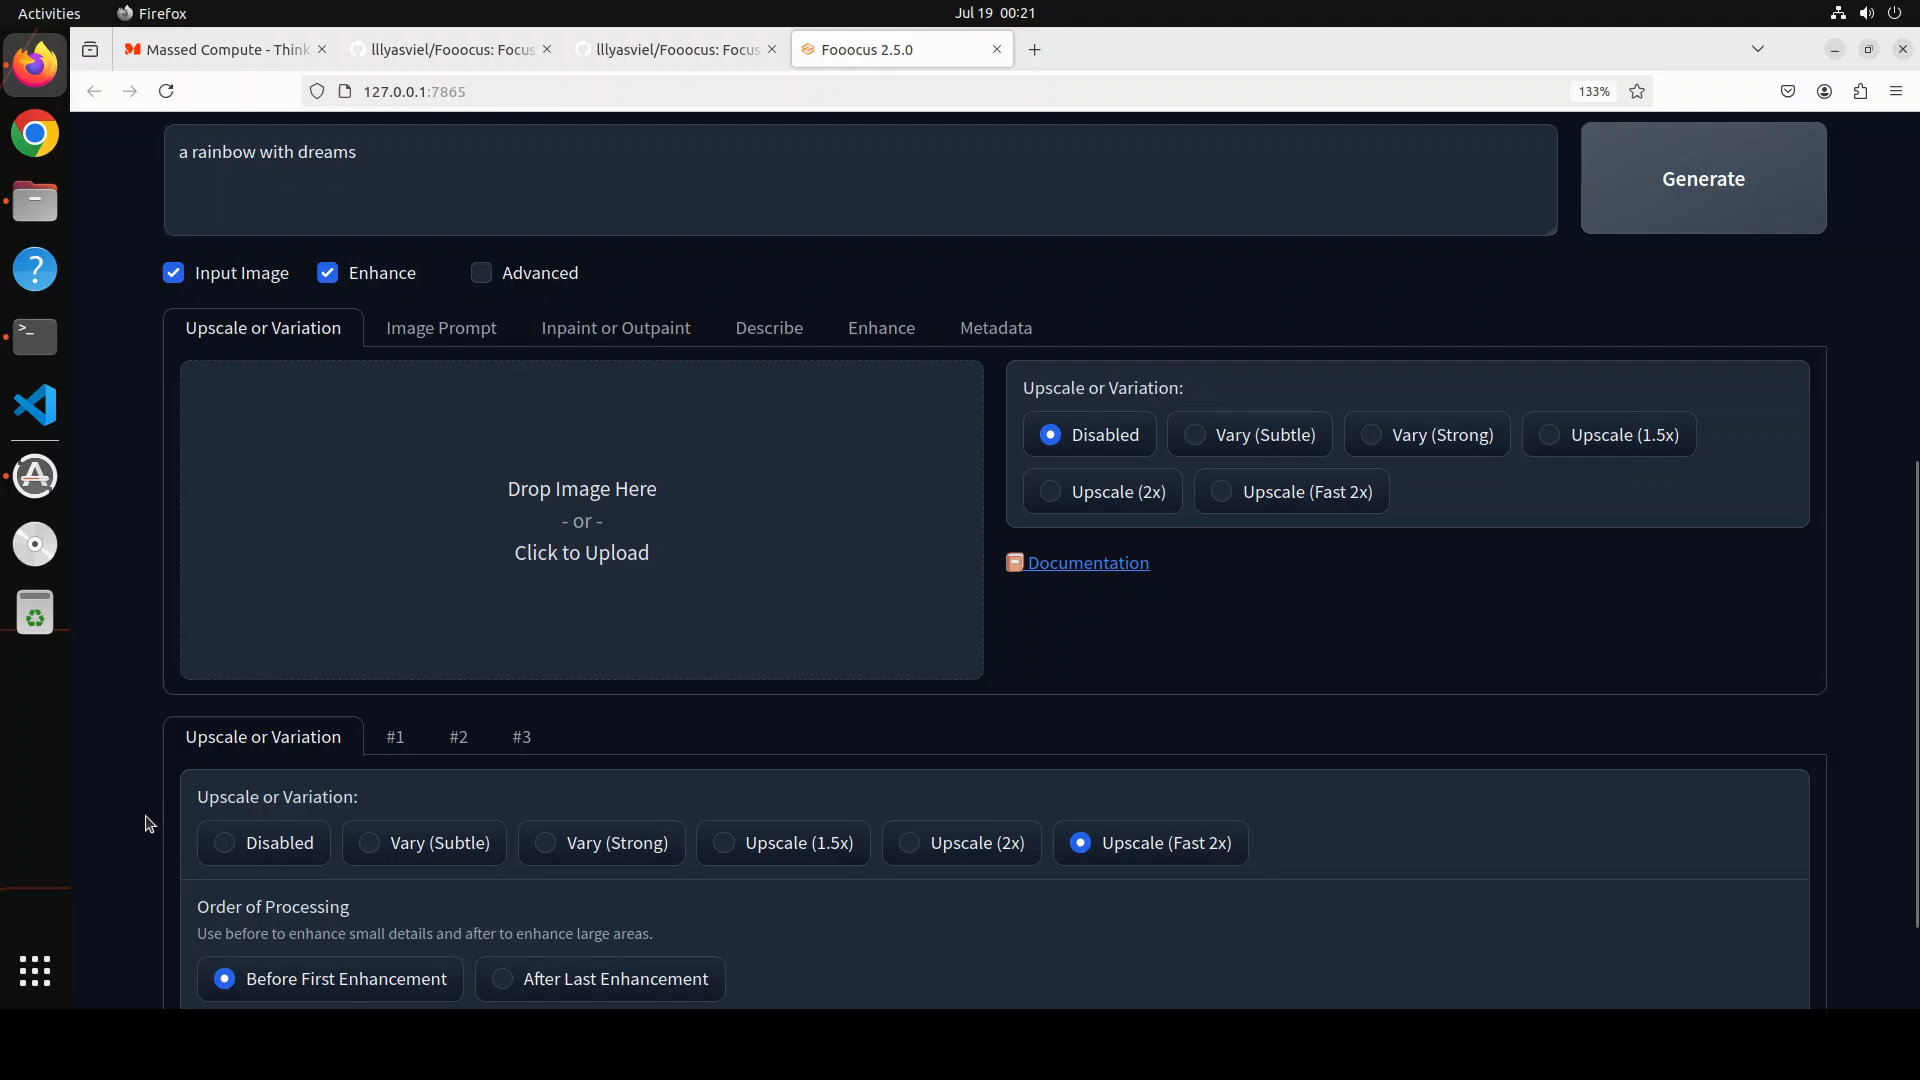 Activities Firefox Jul 19 00:21
Massed Compute - Think lllyasviel/Fooocus: Focus lllyasviel/Fooocus: Focus Fooocus 2.5.0
127.0.0.1:7865 133%
a rainbow with dreams
Generate
Input Image Enhance Advanced
Upscale or Variation Image Prompt Inpaint or Outpaint Describe Enhance Metadata
Drop Image Here
- or -
Click to Upload
Upscale or Variation:
Disabled Vary (Subtle) Vary (Strong) Upscale (1.5x)
Upscale (2x) Upscale (Fast 2x)
Documentation
Upscale or Variation #1 #2 #3
Upscale or Variation:
Disabled Vary (Subtle) Vary (Strong) Upscale (1.5x) Upscale (2x) Upscale (Fast 2x)
Order of Processing
Use before to enhance small details and after to enhance large areas.
Before First Enhancement After Last Enhancement